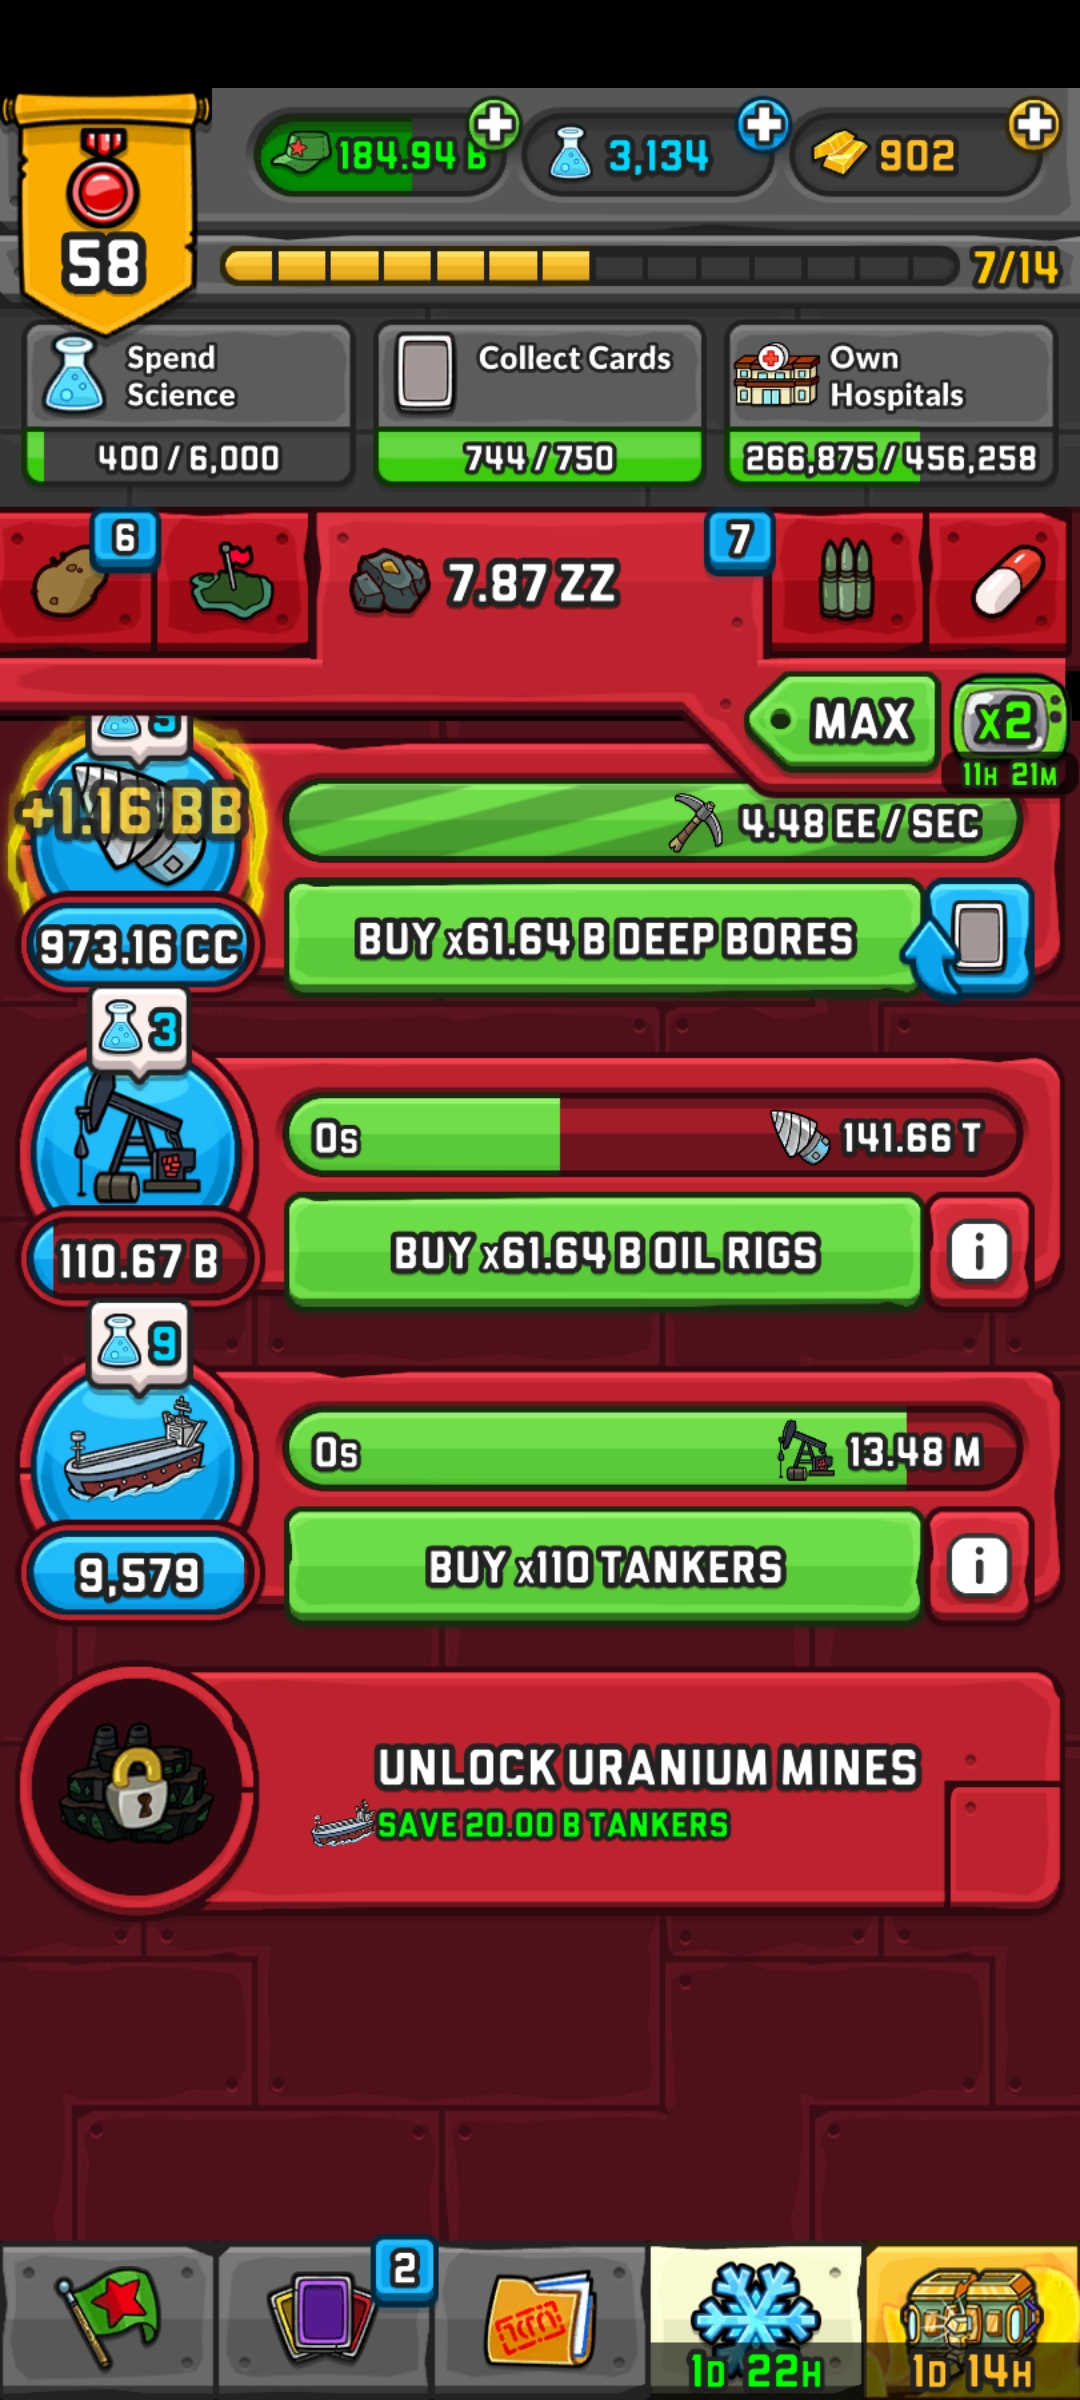 184.94 B
3,134
902
58
7/14
Spend
Science
400 / 6,000
Collect Cards
744 / 750
Own
Hospitals
266,875 / 456,258
6
7.87 ZZ
7
MAX
x2
11H 21M
+1.16 BB
4.48 EE / SEC
973.16 CC
BUY x61.64 B DEEP BORES
3
0s
141.66 T
110.67 B
BUY x61.64 B OIL RIGS
i
9
0s
13.48 M
9,579
BUY x110 TANKERS
i
UNLOCK URANIUM MINES
SAVE 20.00 B TANKERS
2
1D 22H
1D 14H